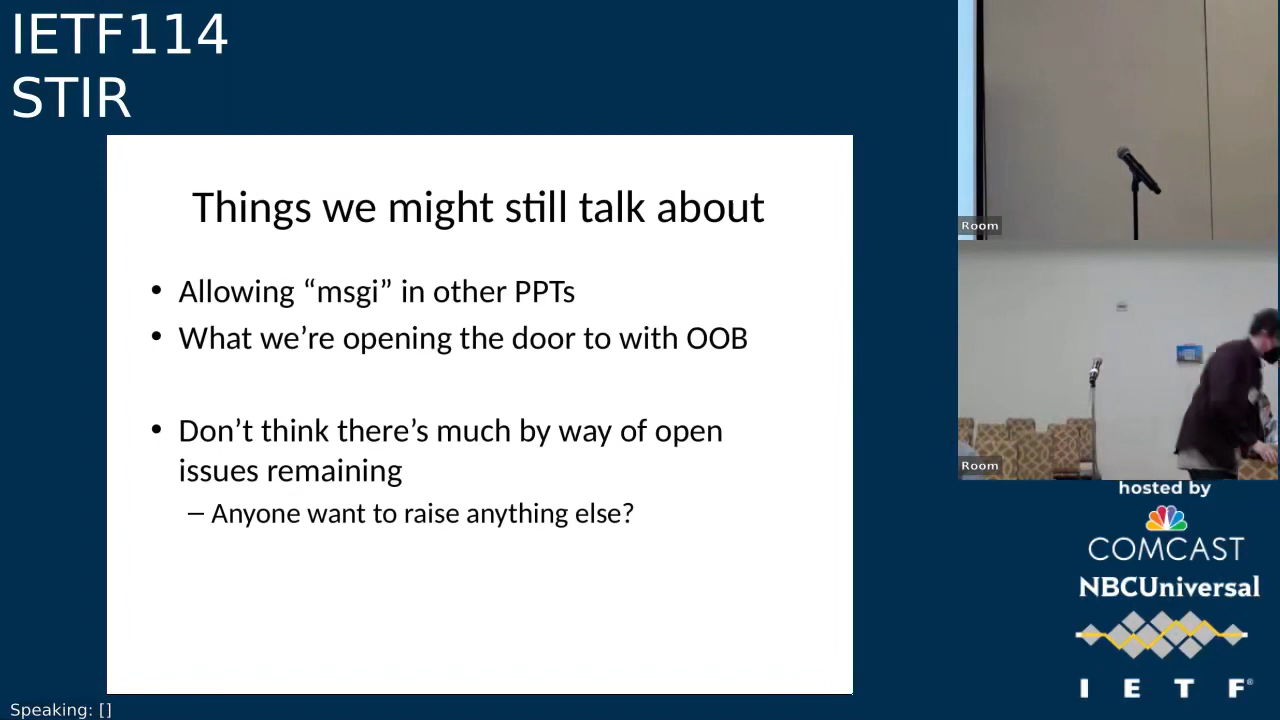 IETF114
STIR
Things we might still talk about
• Allowing “msgi” in other PPTs
• What we’re opening the door to with OOB
• Don’t think there’s much by way of open
issues remaining
– Anyone want to raise anything else?
Room
Room
hosted by
COMCAST
NBCUniversal
I E T F®
Speaking: []